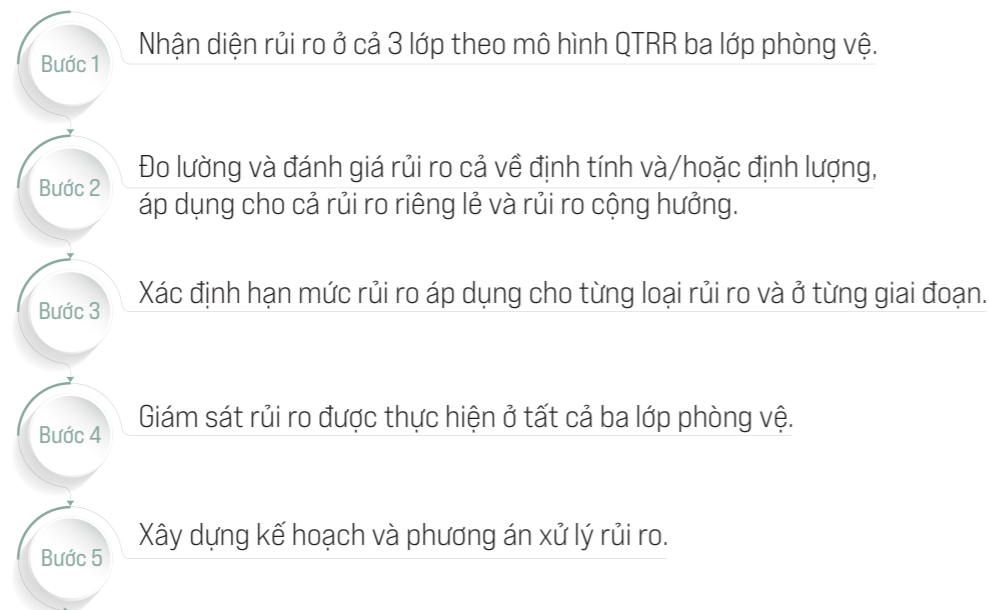 Bước 1
Nhận diện rủi ro ở cả 3 lớp theo mô hình QTRR ba lớp phòng vệ.
Bước 2
Đo lường và đánh giá rủi ro cả về định tính và/hoặc định lượng,
áp dụng cho cả rủi ro riêng lẻ và rủi ro cộng hưởng.
Bước 3
Xác định hạn mức rủi ro áp dụng cho từng loại rủi ro và ở từng giai đoạn.
Bước 4
Giám sát rủi ro được thực hiện ở tất cả ba lớp phòng vệ.
Bước 5
Xây dựng kế hoạch và phương án xử lý rủi ro.